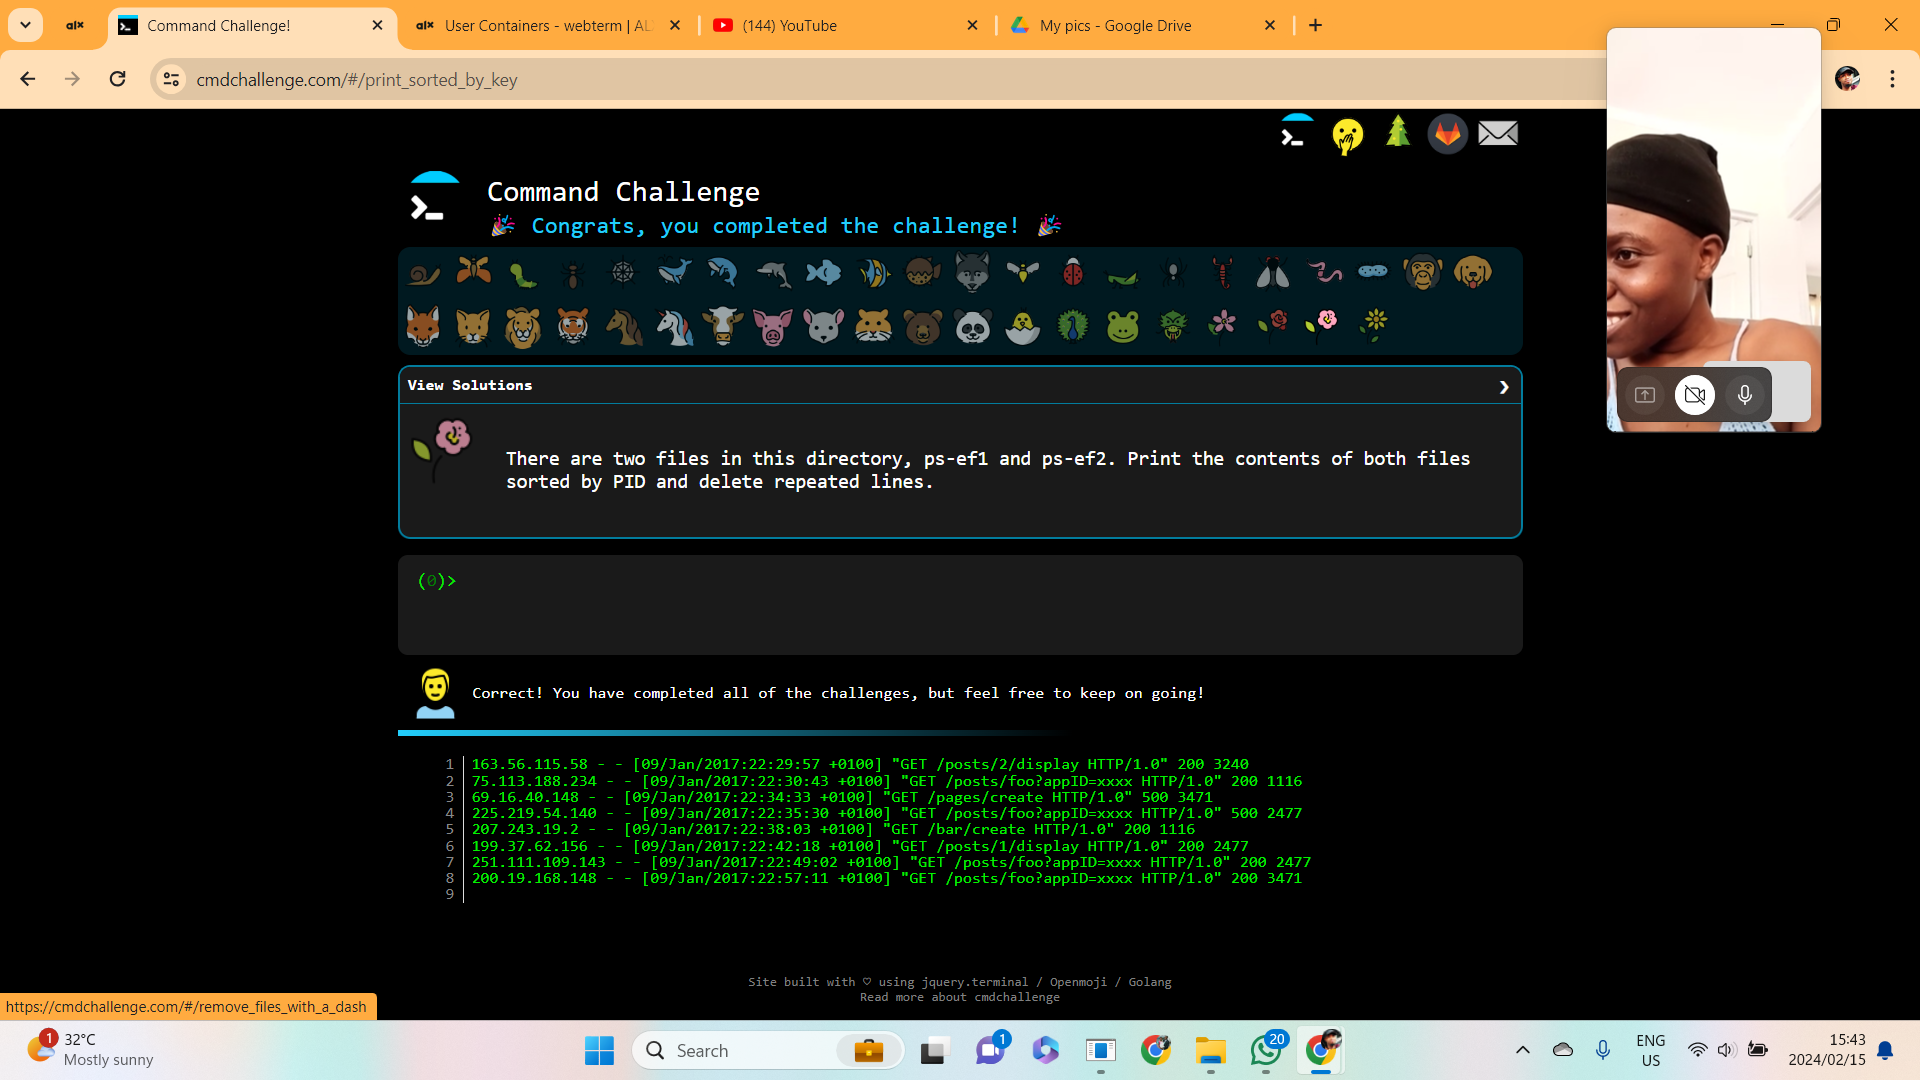 alx
Command Challenge!
alx
User Containers - webterm | AL
(144) YouTube
My pics - Google Drive
cmdchallenge.com/#/print_sorted_by_key
Command Challenge
Congrats, you completed the challenge!
View Solutions
There are two files in this directory, ps-ef1 and ps-ef2. Print the contents of both files
sorted by PID and delete repeated lines.
(0)>
Correct! You have completed all of the challenges, but feel free to keep on going!
1 163.56.115.58 - - [09/Jan/2017:22:29:57 +0100] "GET /posts/2/display HTTP/1.0" 200 3240
2 75.113.188.234 - - [09/Jan/2017:22:30:43 +0100] "GET /posts/foo?appID=xxxx HTTP/1.0" 200 1116
3 69.16.40.148 - - [09/Jan/2017:22:34:33 +0100] "GET /pages/create HTTP/1.0" 500 3471
4 225.219.54.140 - - [09/Jan/2017:22:35:30 +0100] "GET /posts/foo?appID=xxxx HTTP/1.0" 500 2477
5 207.243.19.2 - - [09/Jan/2017:22:38:03 +0100] "GET /bar/create HTTP/1.0" 200 1116
6 199.37.62.156 - - [09/Jan/2017:22:42:18 +0100] "GET /posts/1/display HTTP/1.0" 200 2477
7 251.111.109.143 - - [09/Jan/2017:22:49:02 +0100] "GET /posts/foo?appID=xxxx HTTP/1.0" 200 2477
8 200.19.168.148 - - [09/Jan/2017:22:57:11 +0100] "GET /posts/foo?appID=xxxx HTTP/1.0" 200 3471
9
Site built with ♡ using jquery.terminal / Openmoji / Golang
Read more about cmdchallenge
https://cmdchallenge.com/#/remove_files_with_a_dash
1
32°C
Mostly sunny
Search
1
20
ENG
US
15:43
2024/02/15